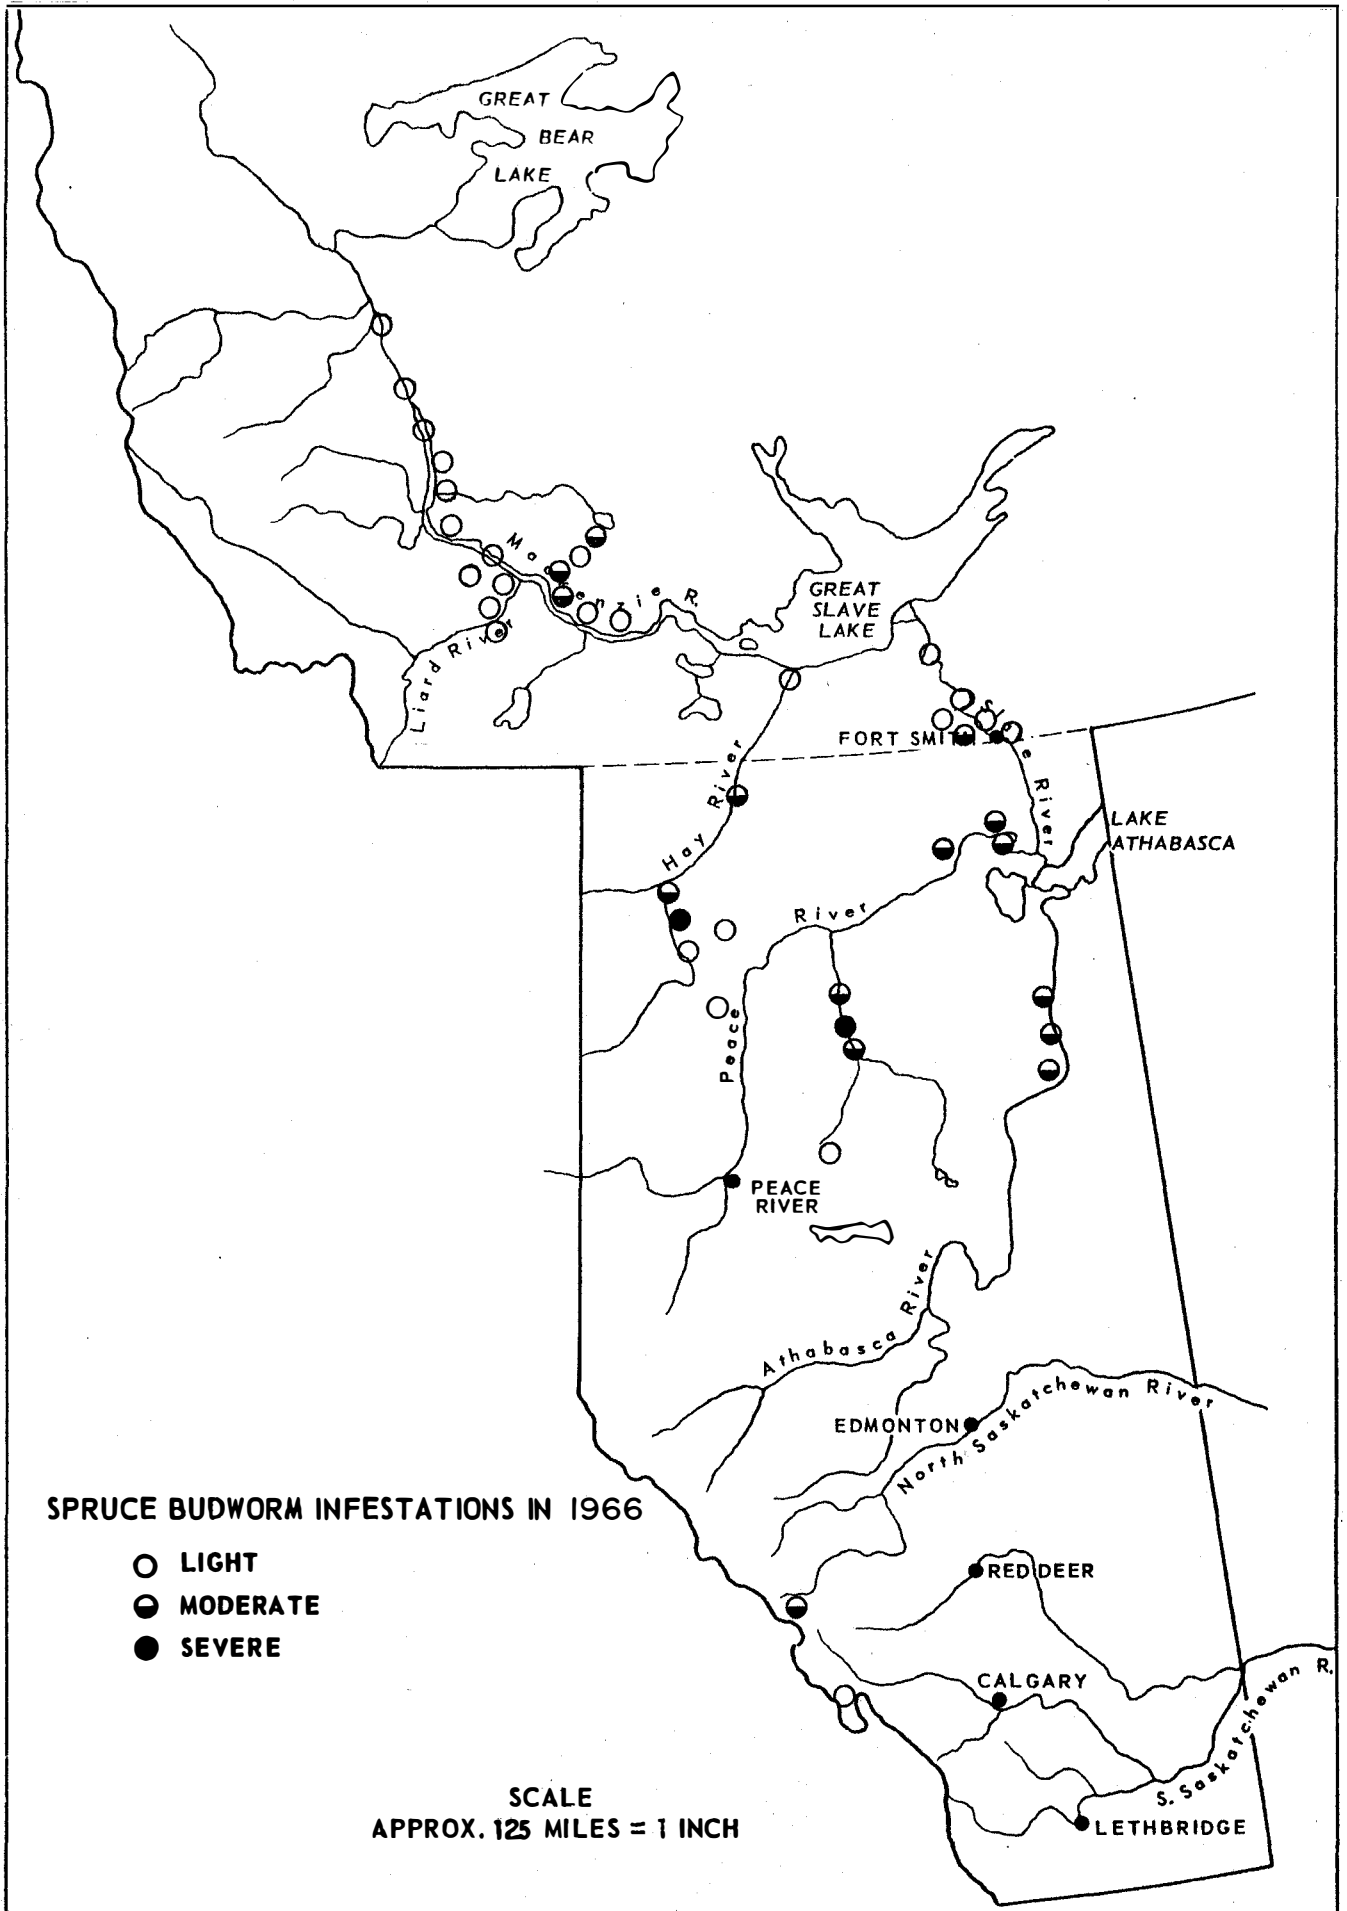 GREAT
BEAR
LAKE
Mackenzie R.
GREAT
SLAVE
LAKE
Liard River
Slave River
FORT SMITH
Hay River
LAKE
ATHABASCA
Peace River
PEACE
RIVER
Athabasca River
EDMONTON
North Saskatchewan River
SPRUCE BUDWORM INFESTATIONS IN 1966
LIGHT
MODERATE
SEVERE
RED DEER
CALGARY
S. Saskatchewan R.
SCALE
APPROX. 125 MILES = 1 INCH
LETHBRIDGE